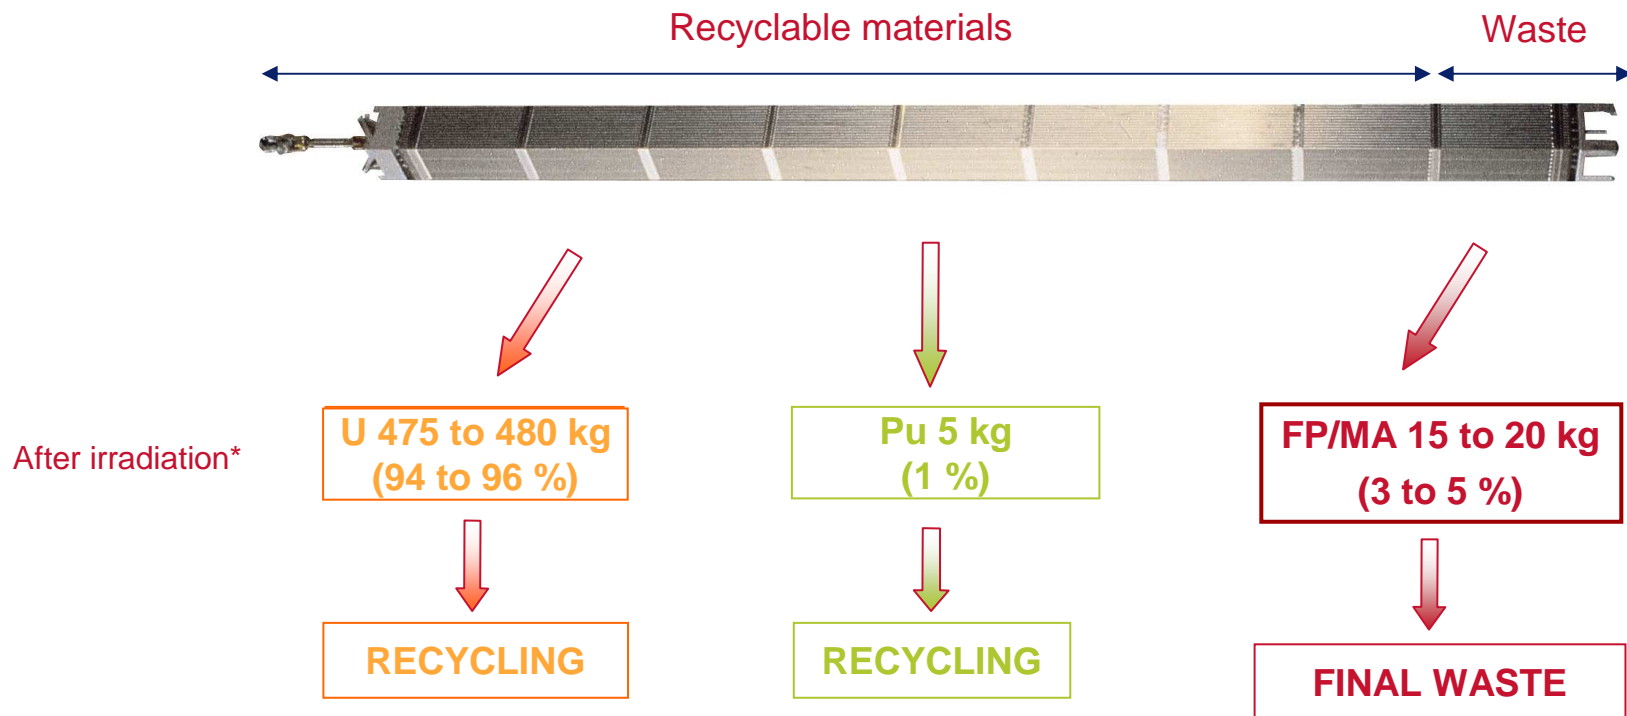 Recyclable materials
Waste
After irradiation*
U 475 to 480 kg
(94 to 96 %)
Pu 5 kg
(1 %)
FP/MA 15 to 20 kg
(3 to 5 %)
RECYCLING
RECYCLING
FINAL WASTE